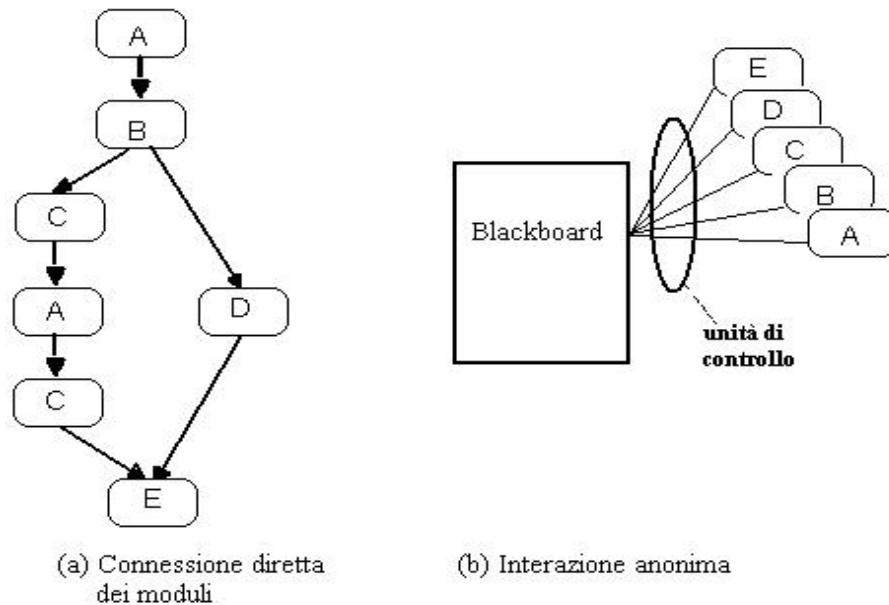 A
B
C
A
D
C
E
(a) Connessione diretta
dei moduli
E
D
C
B
A
Blackboard
unità di
controllo
(b) Interazione anonima